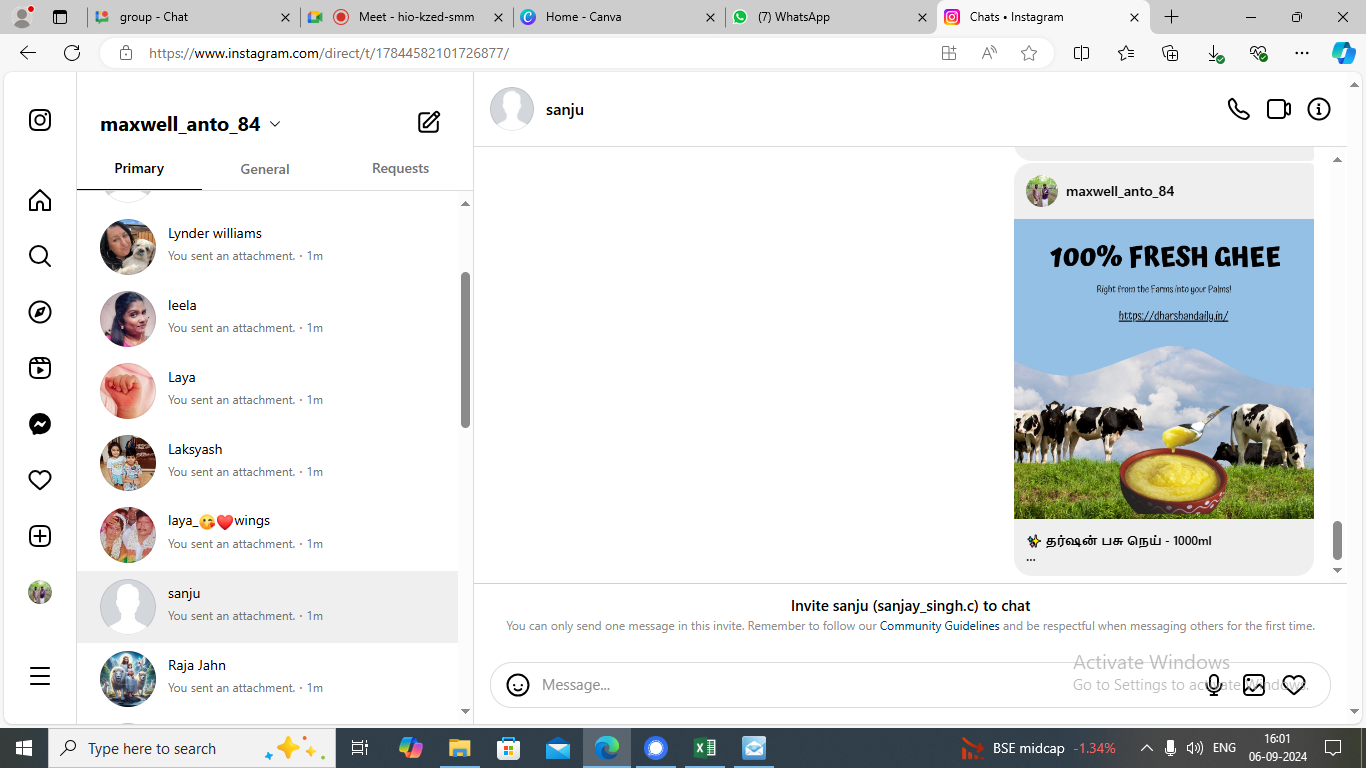 group - Chat
Meet - hio-kzed-smm
Home - Canva
(7) WhatsApp
Chats • Instagram
https://www.instagram.com/direct/t/17844582101726877/
maxwell_anto_84
Primary
General
Requests
Lynder williams
You sent an attachment. · 1m
leela
You sent an attachment. · 1m
Laya
You sent an attachment. · 1m
Laksyash
You sent an attachment. · 1m
laya_😘❤️wings
You sent an attachment. · 1m
sanju
You sent an attachment. · 1m
Raja Jahn
You sent an attachment. · 1m
sanju
maxwell_anto_84
100% FRESH GHEE
Right from the Farms into your Palms!
https://dharshandaily.in/
✨ தர்ஷன் பசு நெய் - 1000ml
...
Invite sanju (sanjay_singh.c) to chat
You can only send one message in this invite. Remember to follow our Community Guidelines and be respectful when messaging others for the first time.
Message...
Activate Windows
Go to Settings to activate Windows.
Type here to search
BSE midcap -1.34%
ENG
16:01
06-09-2024